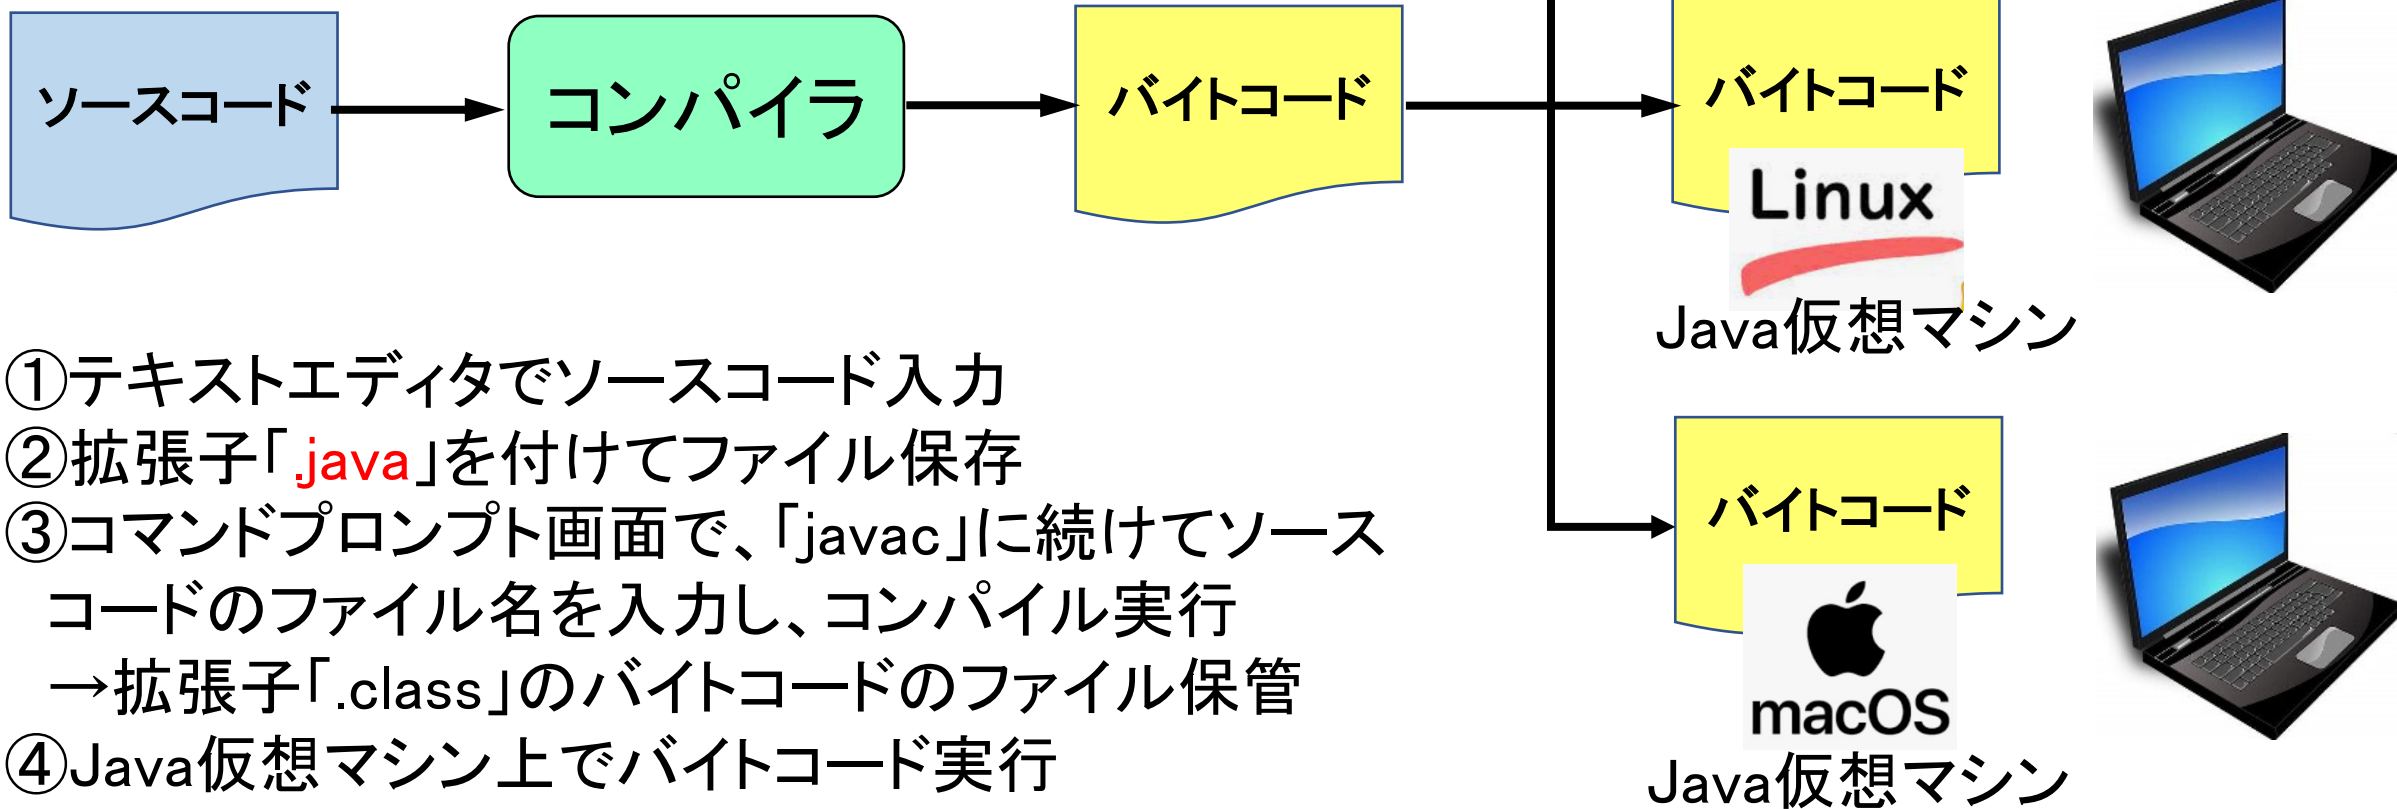 ソースコード
コンパイラ
バイトコード
バイトコード
Linux
Java仮想マシン
①テキストエディタでソースコード入力
②拡張子「.java」を付けてファイル保存
③コマンドプロンプト画面で、「javac」に続けてソース
コードのファイル名を入力し、コンパイル実行
→拡張子「.class」のバイトコードのファイル保管
④Java仮想マシン上でバイトコード実行
バイトコード
macOS
Java仮想マシン